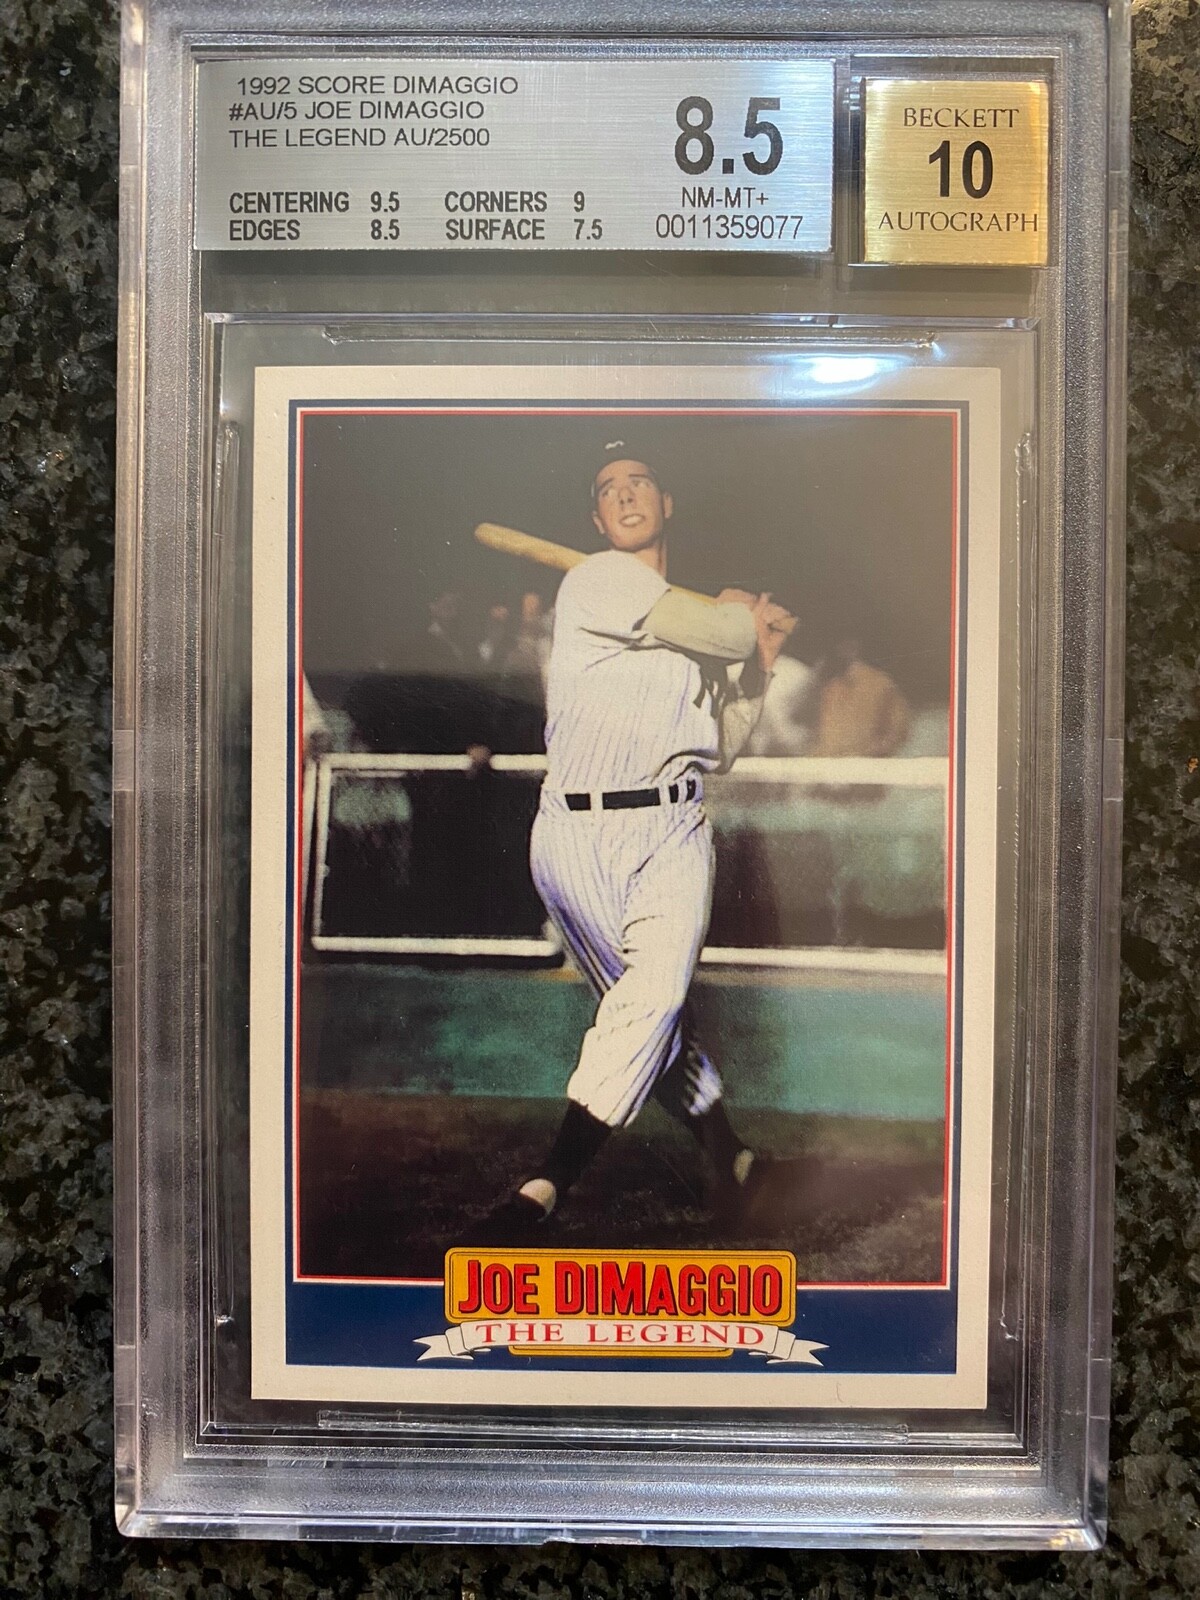 1992 SCORE DIMAGGIO
#AU/5 JOE DIMAGGIO
THE LEGEND AU/2500
CENTERING 9.5 CORNERS 9
EDGES 8.5 SURFACE 7.5
8.5
NM-MT+
0011359077
BECKETT
10
AUTOGRAPH
NY
JOE DiMAGGIO
THE LEGEND